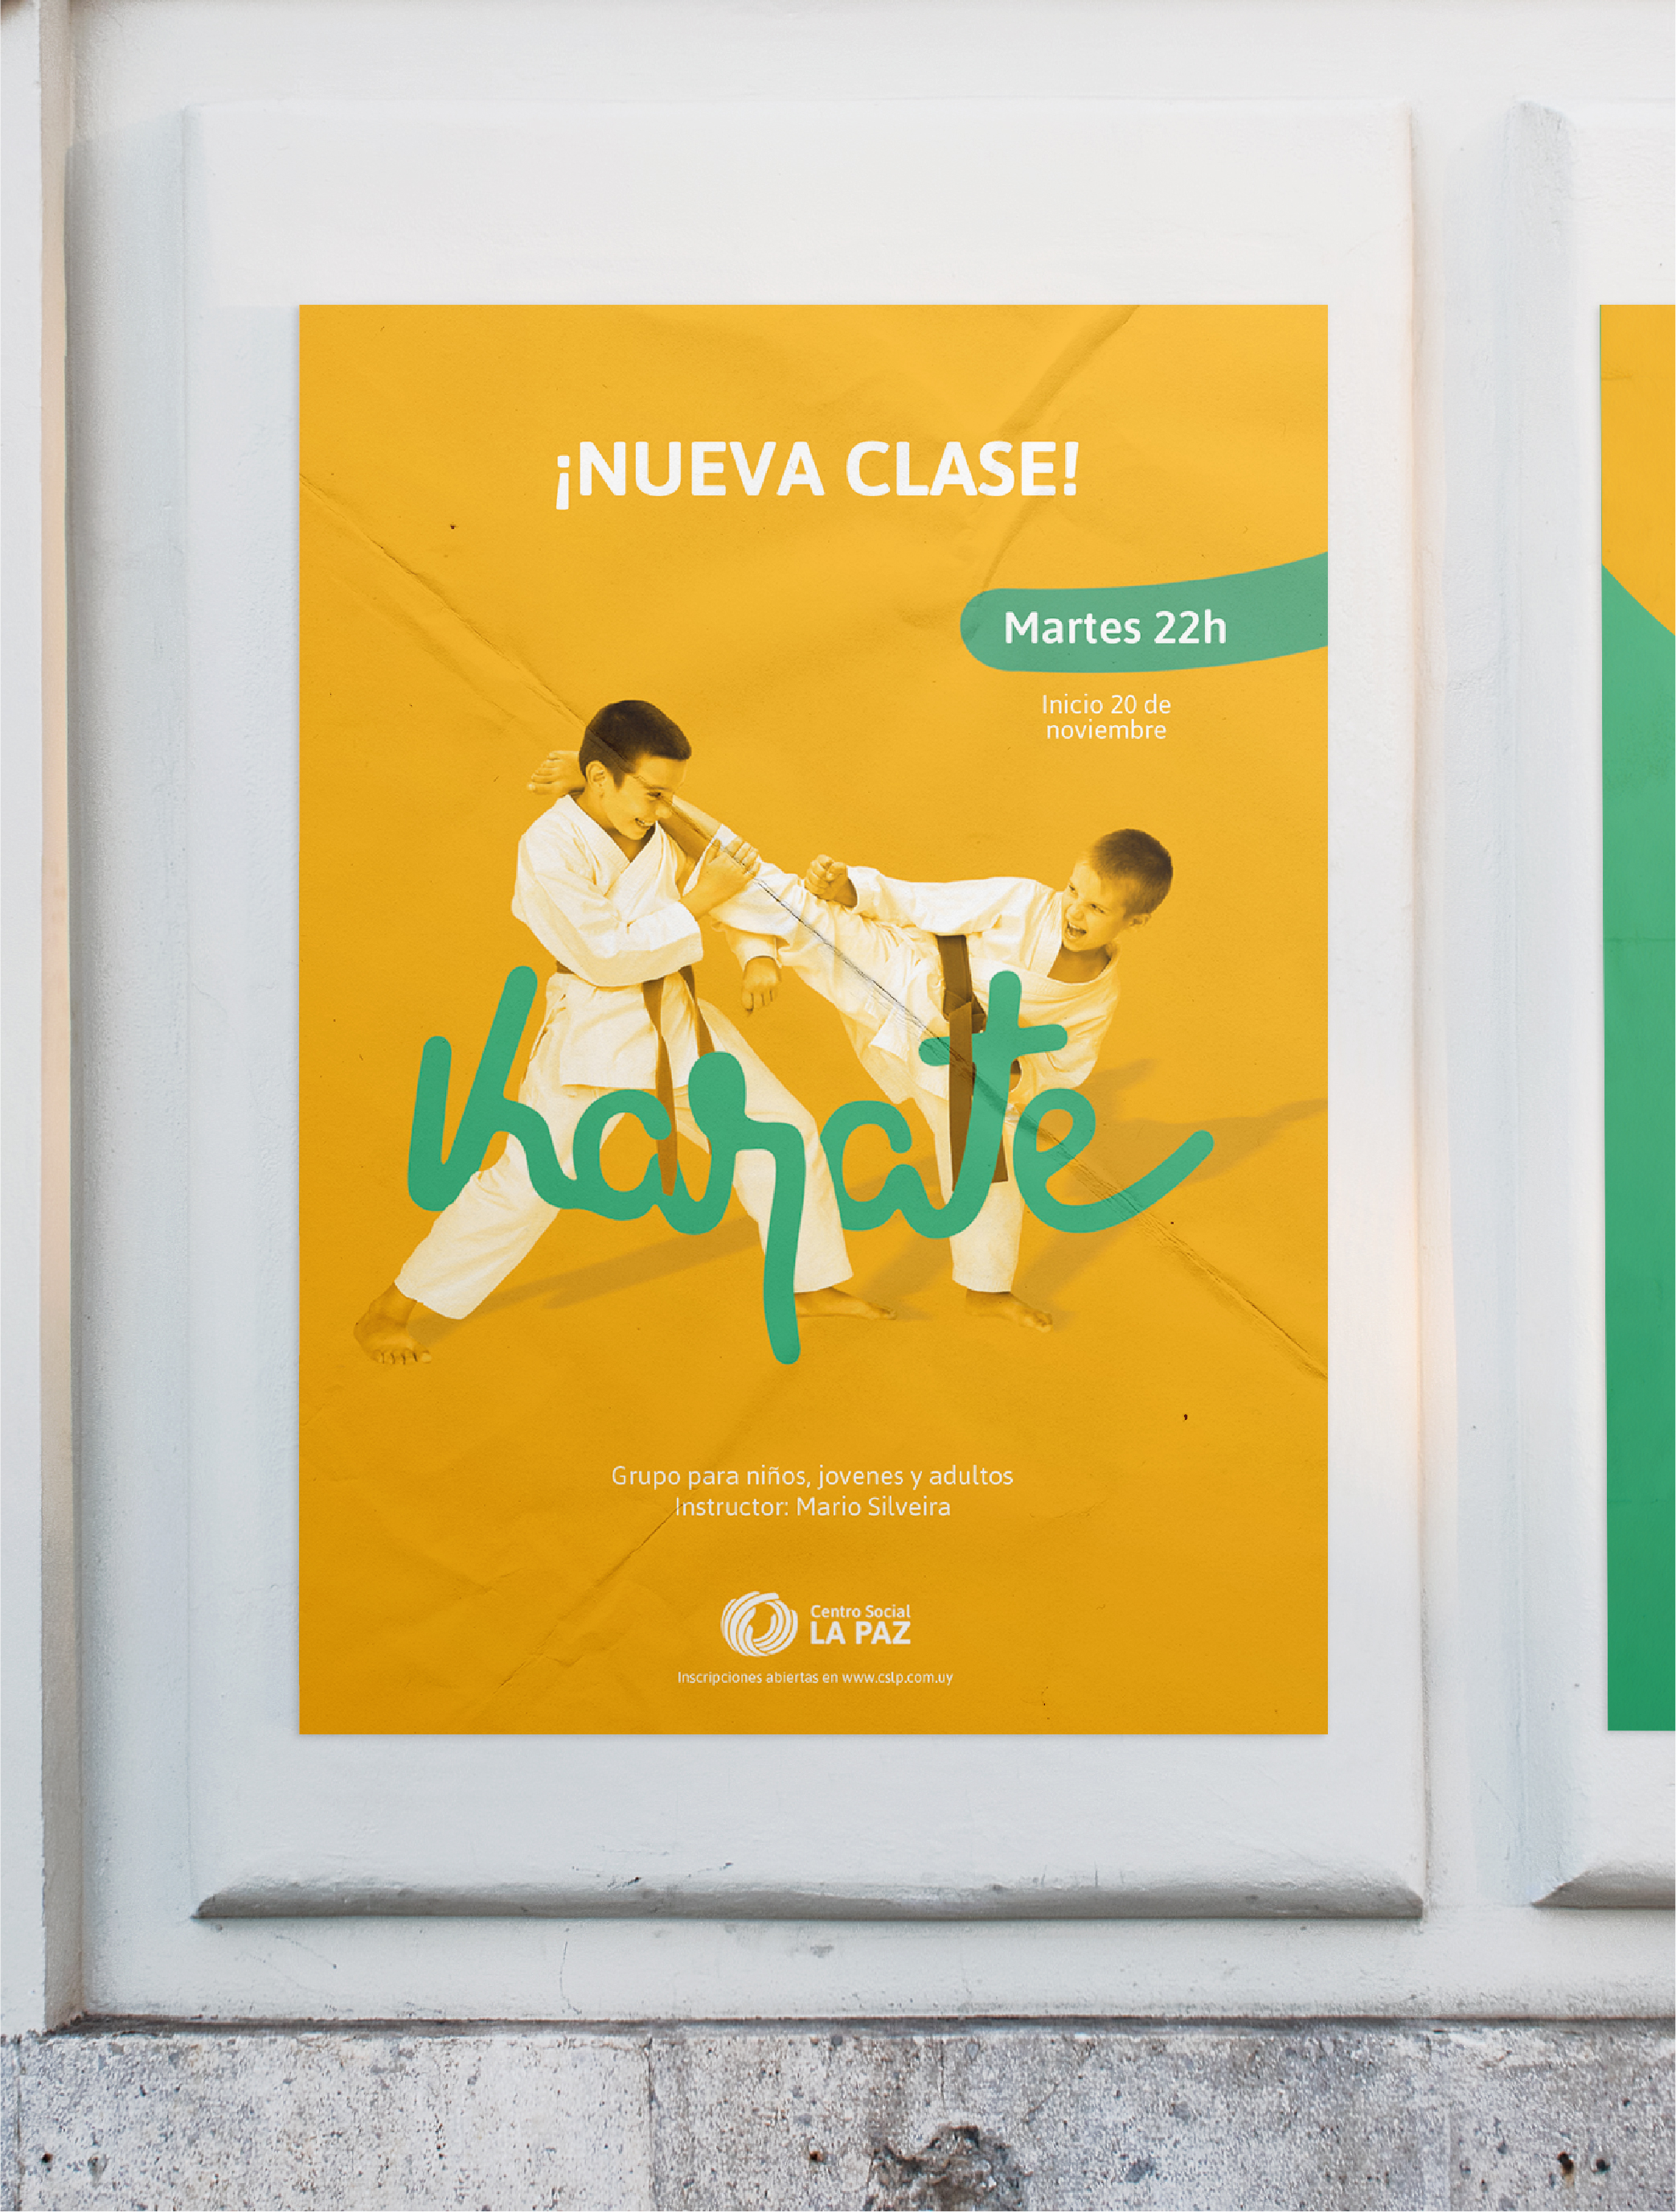 ¡NUEVA CLASE!
Martes 22h
Inicio 20 de
noviembre
karate
Grupo para niños, jovenes y adultos
Instructor: Mario Silveira
Centro Social
LA PAZ
Inscripciones abiertas en www.cslp.com.uy